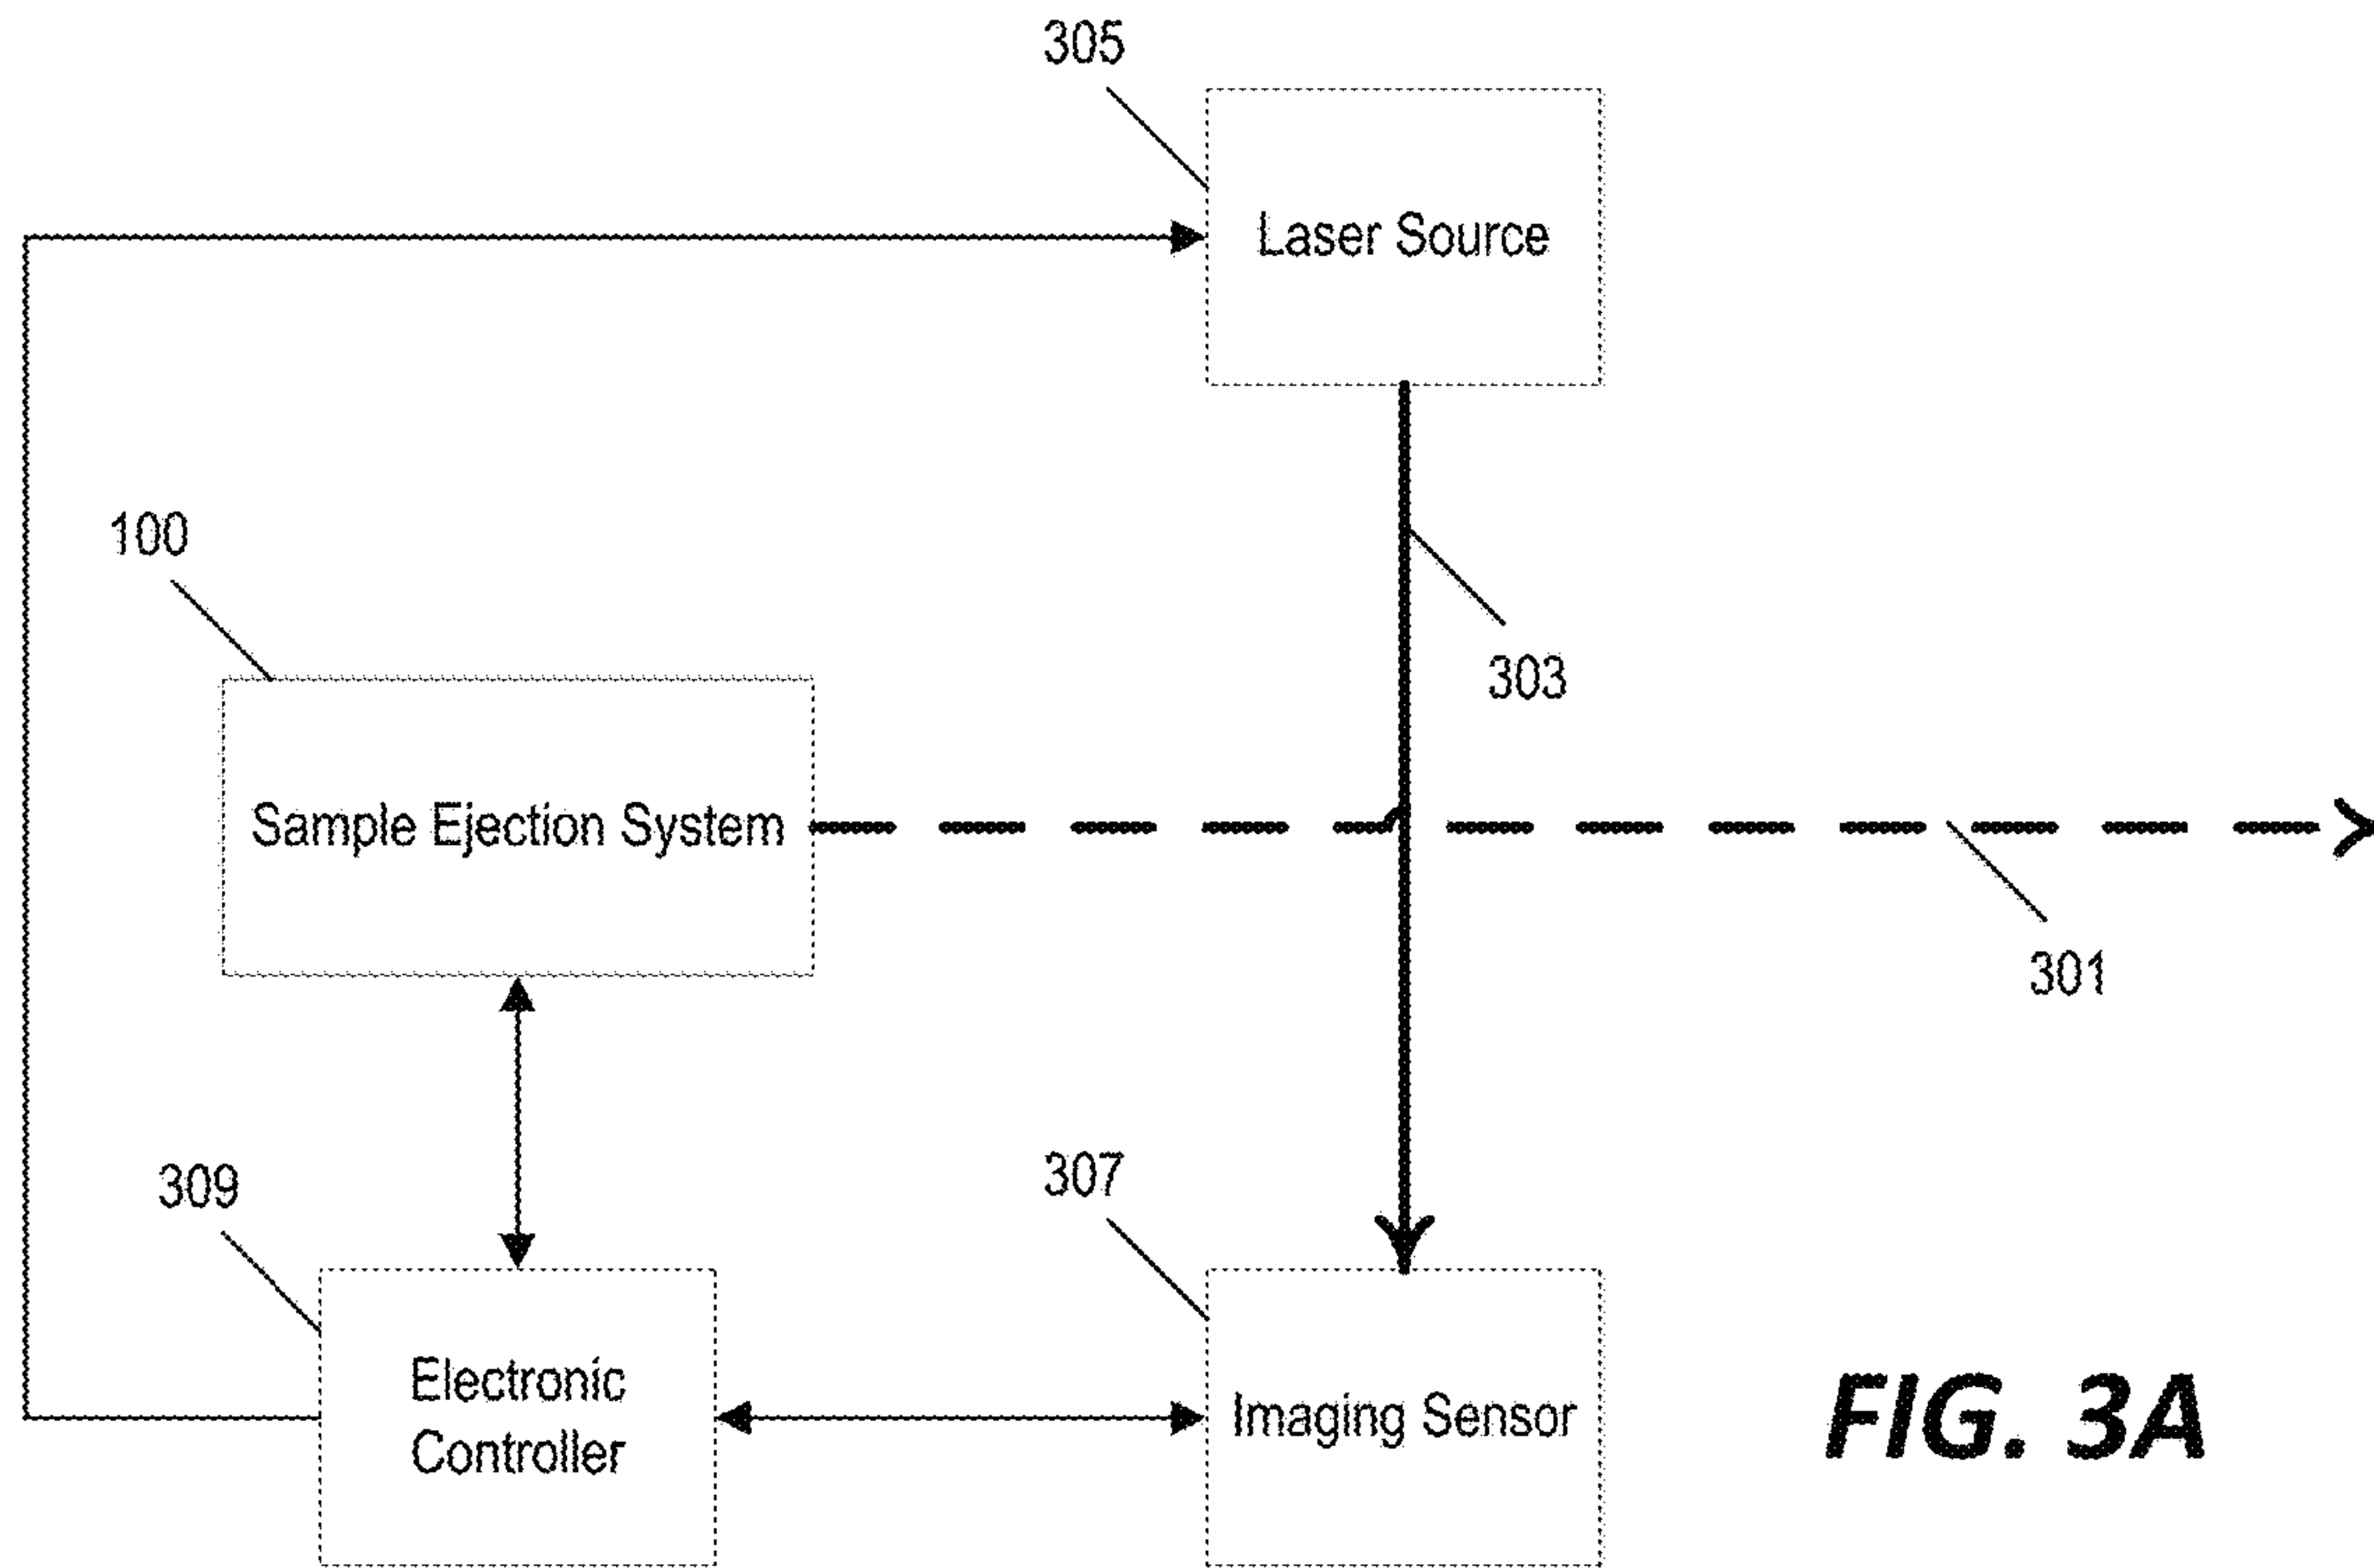 305
Laser Source
100
303
Sample Ejection System
301
309
307
Electronic
Controller
Imaging Sensor
FIG. 3A